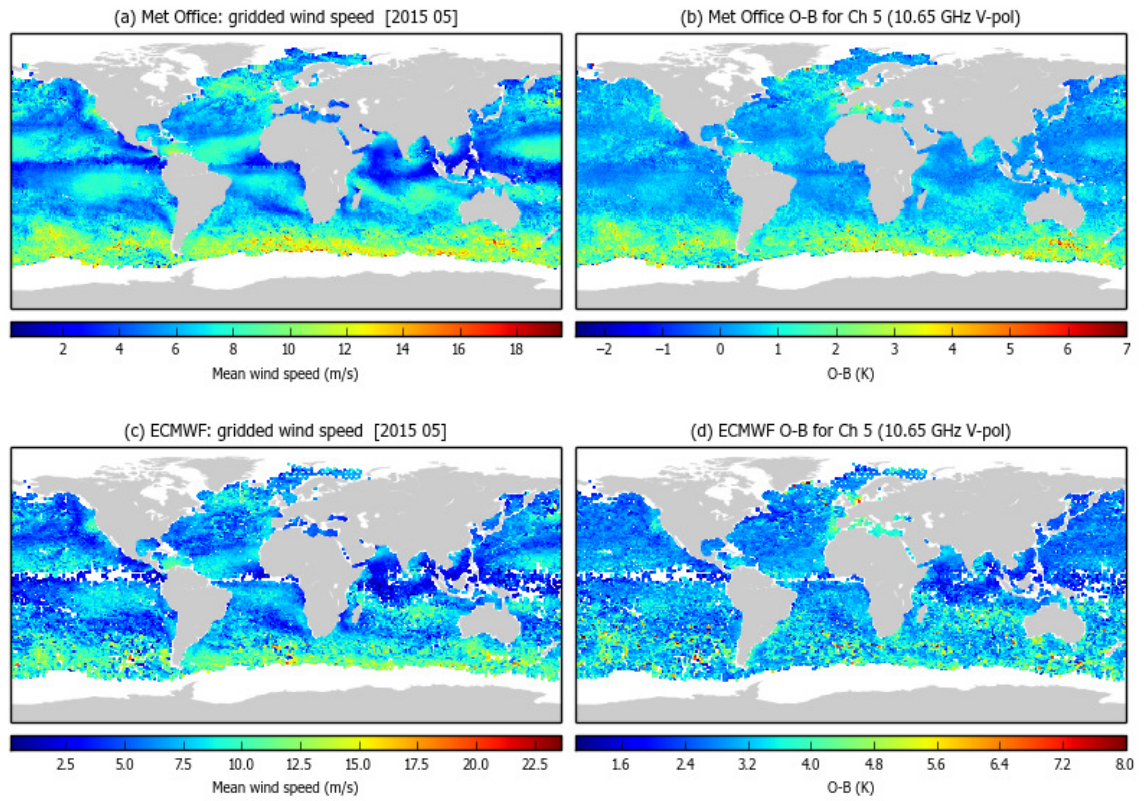 (a) Met Office: gridded wind speed [2015 05]
(b) Met Office O-B for Ch 5 (10.65 GHz V-pol)
2 4 6 8 10 12 14 16 18
Mean wind speed (m/s)
−2 −1 0 1 2 3 4 5 6 7
O-B (K)
(c) ECMWF: gridded wind speed [2015 05]
(d) ECMWF O-B for Ch 5 (10.65 GHz V-pol)
2.5 5.0 7.5 10.0 12.5 15.0 17.5 20.0 22.5
Mean wind speed (m/s)
1.6 2.4 3.2 4.0 4.8 5.6 6.4 7.2 8.0
O-B (K)